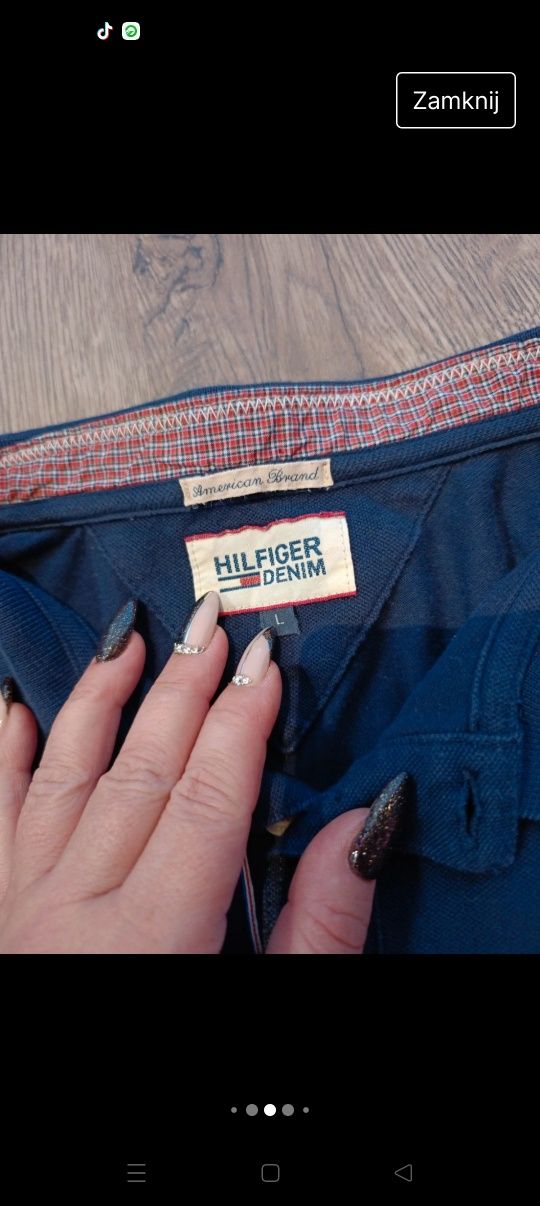 Zamknij
American Brand
HILFIGER
DENIM
L